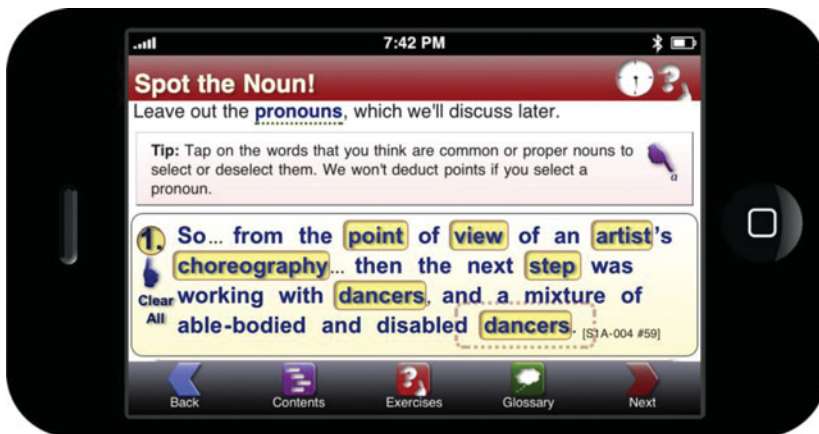 7:42 PM
Spot the Noun!
Leave out the pronouns, which we'll discuss later.
Tip: Tap on the words that you think are common or proper nouns to
select or deselect them. We won't deduct points if you select a
pronoun.
1. So... from the point of view of an artist's
choreography... then the next step was
Clear working with dancers, and a mixture of
All able-bodied and disabled dancers. [S1A-004 #59]
Back Contents Exercises Glossary Next